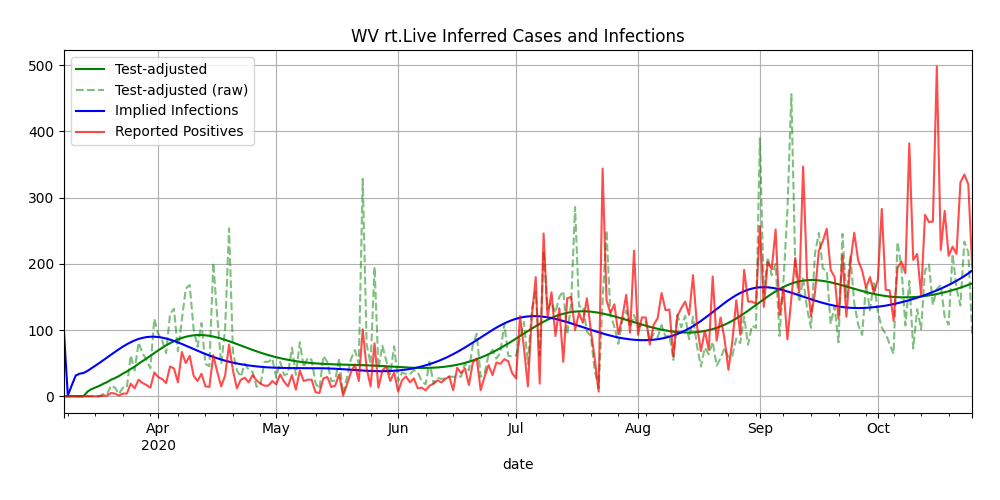 WV rt.Live Inferred Cases and Infections
Test-adjusted
Test-adjusted (raw)
Implied Infections
Reported Positives
500
400
300
200
100
0
Apr
2020
May
Jun
Jul
Aug
Sep
Oct
date